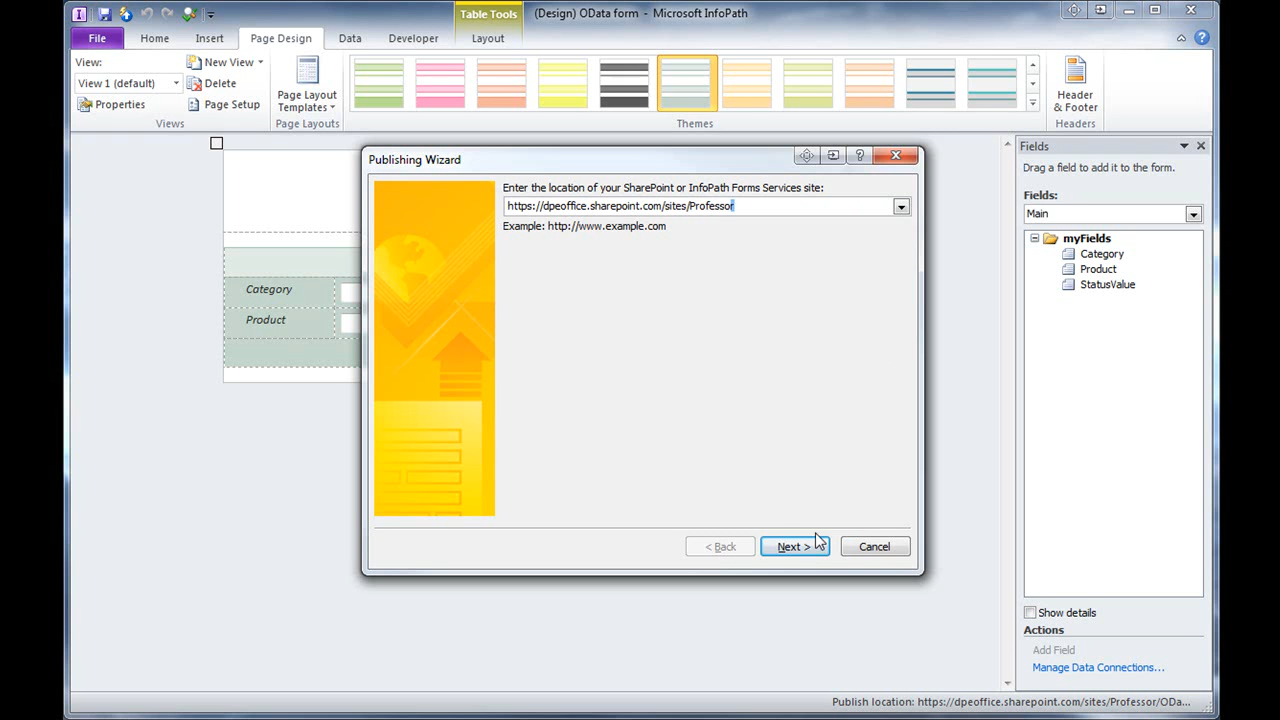 Table Tools
(Design) OData form - Microsoft InfoPath
File
Home
Insert
Page Design
Data
Developer
Layout
View:
View 1 (default)
Properties
New View
Delete
Page Setup
Views
Page Layout
Templates
Page Layouts
Themes
Header
& Footer
Headers
Category
Product
Publishing Wizard
Enter the location of your SharePoint or InfoPath Forms Services site:
https://dpeoffice.sharepoint.com/sites/Professor
Example: http://www.example.com
< Back
Next >
Cancel
Fields
Drag a field to add it to the form.
Fields:
Main
myFields
Category
Product
StatusValue
Show details
Actions
Add Field
Manage Data Connections...
Publish location: https://dpeoffice.sharepoint.com/sites/Professor/ODa...